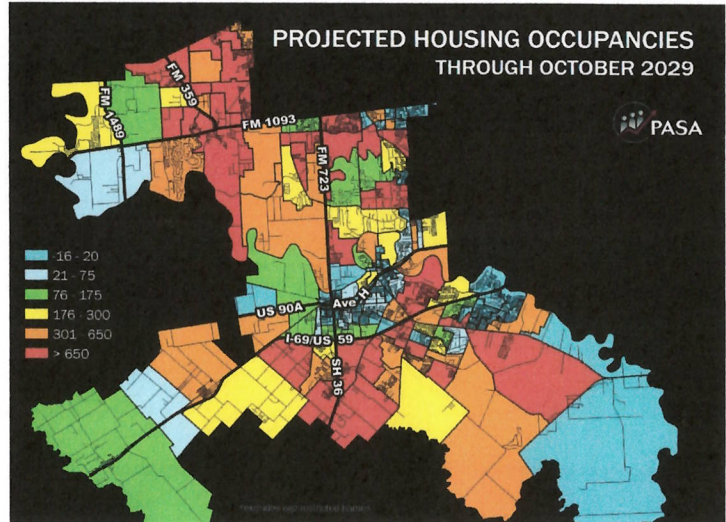 PROJECTED HOUSING OCCUPANCIES
THROUGH OCTOBER 2029
PASA
FM 359
FM 1489
FM 1093
FM 723
-16 - 20
21 - 75
76 - 175
176 - 300
301 - 650
> 650
US 90A
Ave H
I-69/US 59
SH 36